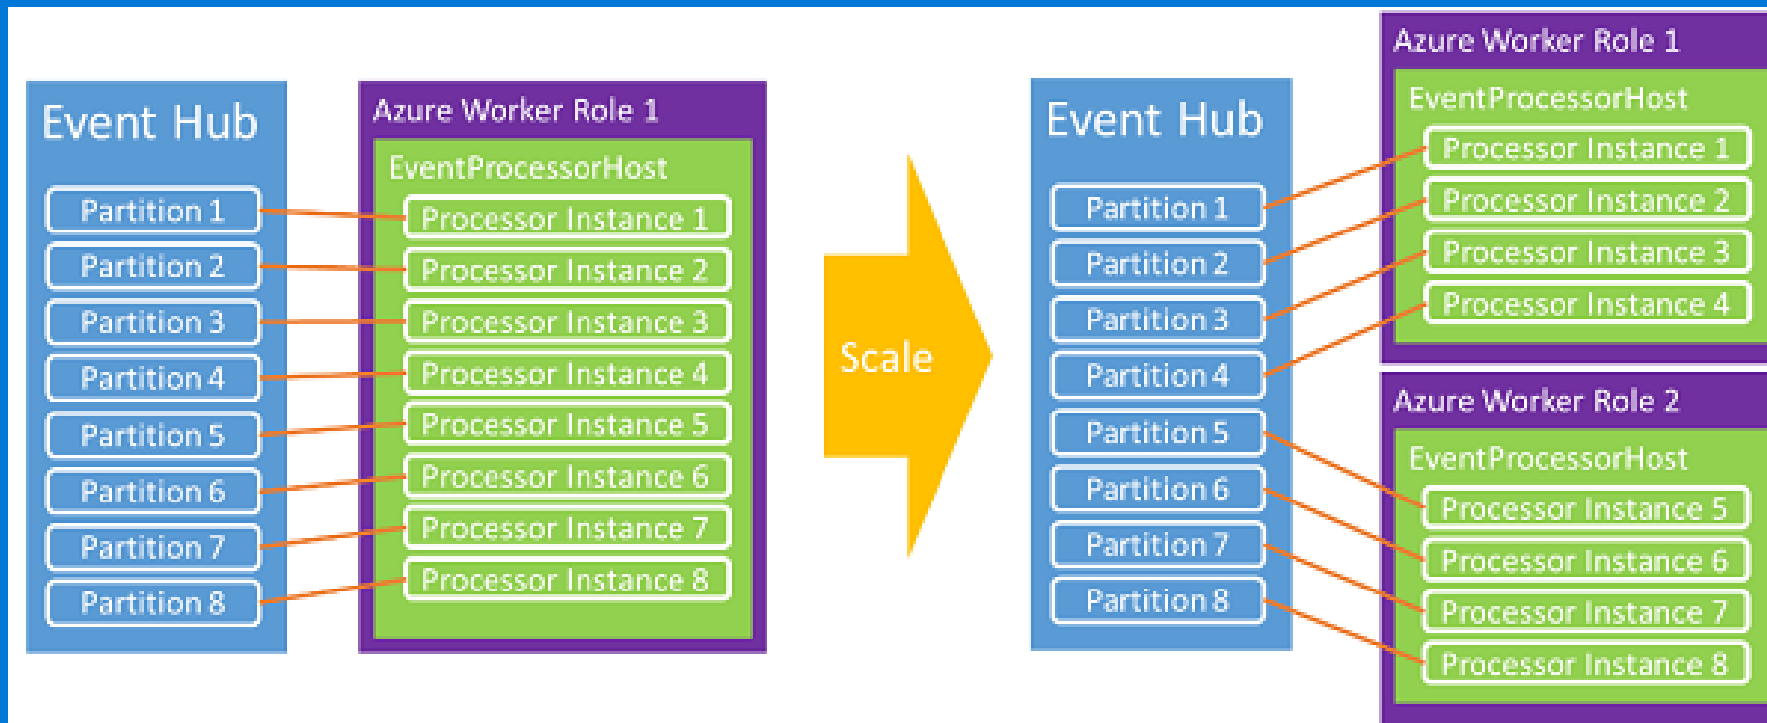 Event Hub
Partition 1
Partition 2
Partition 3
Partition 4
Partition 5
Partition 6
Partition 7
Partition 8
Azure Worker Role 1
EventProcessorHost
Processor Instance 1
Processor Instance 2
Processor Instance 3
Processor Instance 4
Processor Instance 5
Processor Instance 6
Processor Instance 7
Processor Instance 8
Scale
Event Hub
Partition 1
Partition 2
Partition 3
Partition 4
Partition 5
Partition 6
Partition 7
Partition 8
Azure Worker Role 1
EventProcessorHost
Processor Instance 1
Processor Instance 2
Processor Instance 3
Processor Instance 4
Azure Worker Role 2
EventProcessorHost
Processor Instance 5
Processor Instance 6
Processor Instance 7
Processor Instance 8